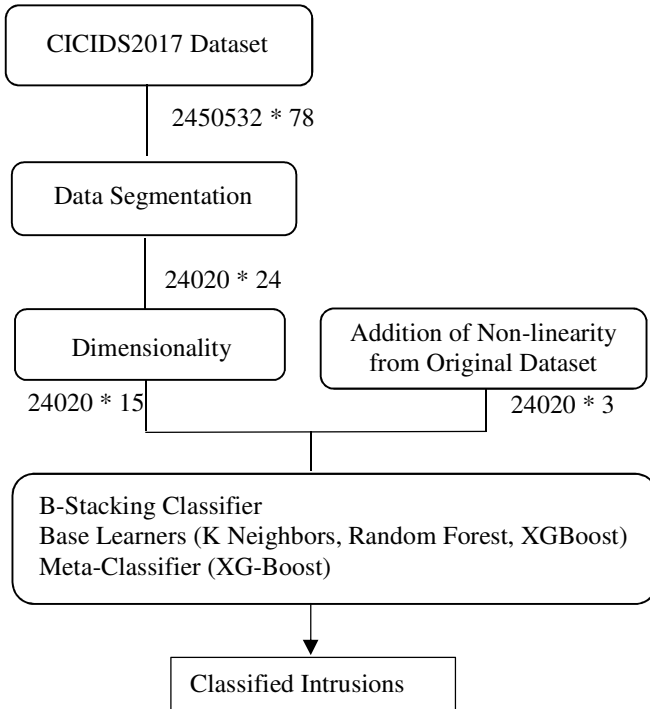 CICIDS2017 Dataset
2450532 * 78
Data Segmentation
24020 * 24
Dimensionality
Addition of Non-linearity
from Original Dataset
24020 * 15
24020 * 3
B-Stacking Classifier
Base Learners (K Neighbors, Random Forest, XGBoost)
Meta-Classifier (XG-Boost)
Classified Intrusions